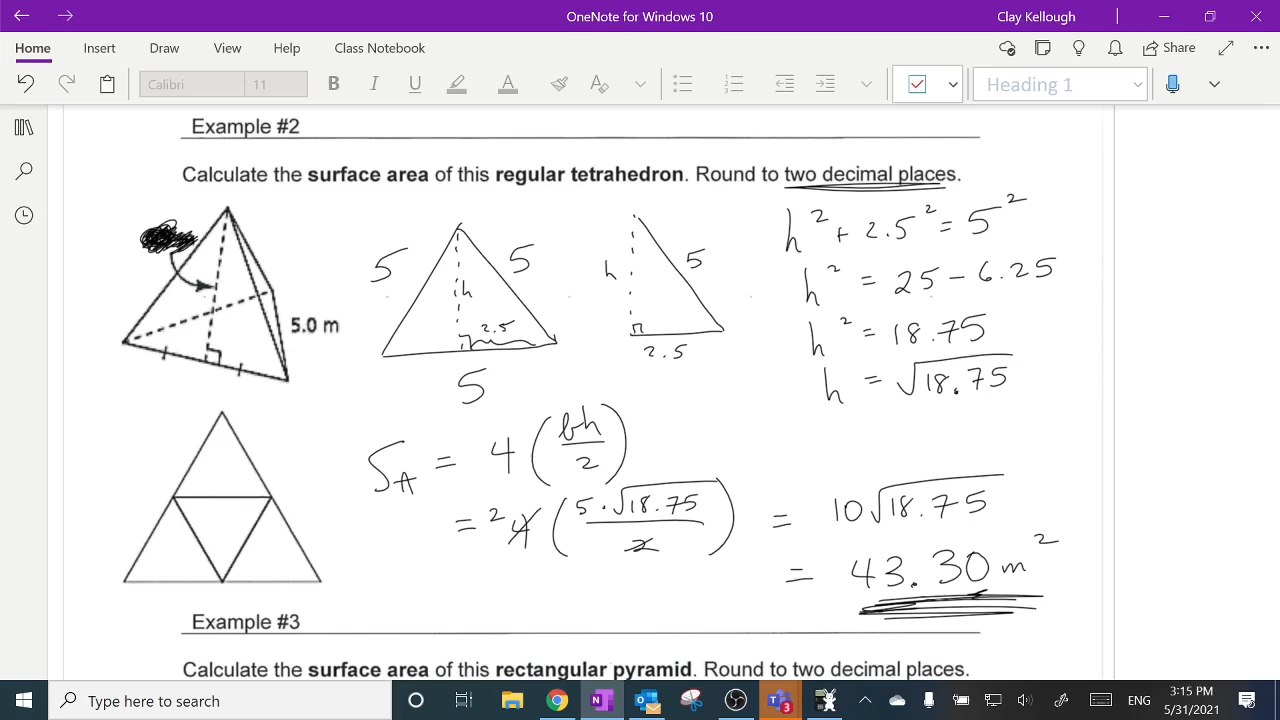 OneNote for Windows 10
Clay Kellough
Home Insert Draw View Help Class Notebook
Share
Calibri 11 B I U A Heading 1
Example #2
Calculate the surface area of this regular tetrahedron. Round to two decimal places.
5.0 m
5 5
h
2.5
5
h 5
2.5
h² + 2.5² = 5²
h² = 25 - 6.25
h² = 18.75
h = √18.75
SA = 4 (bh/2)
= ²4 (5 · √18.75/2) = 10√18.75
= 43.30 m²
Example #3
Calculate the surface area of this rectangular pyramid. Round to two decimal places.
Type here to search
3
ENG
3:15 PM
5/31/2021